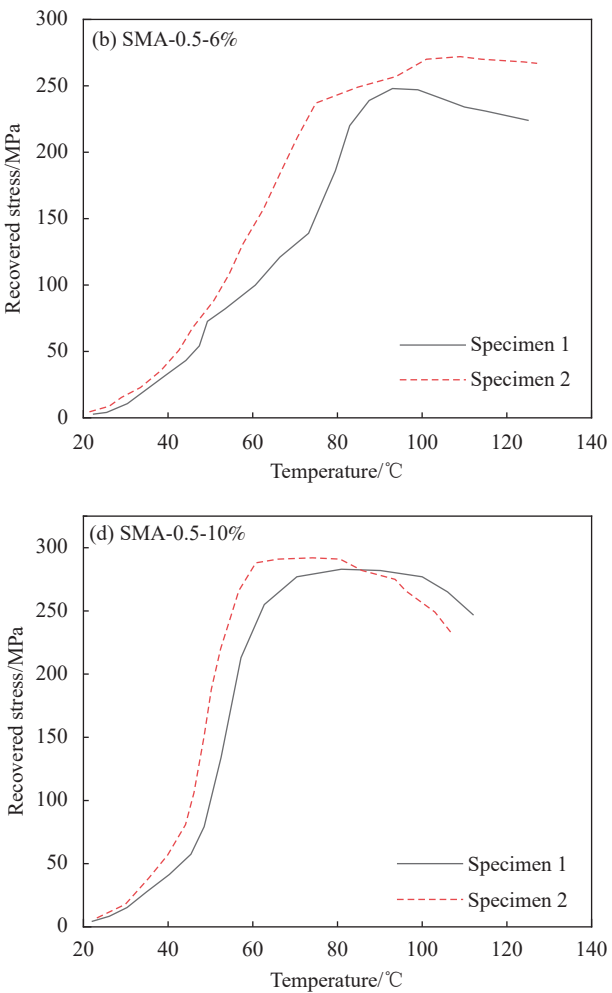 (b) SMA-0.5-6%
300
250
200
150
100
50
0
Recovered stress/MPa
Specimen 1
Specimen 2
20 40 60 80 100 120 140
Temperature/℃
(d) SMA-0.5-10%
300
250
200
150
100
50
0
Recovered stress/MPa
Specimen 1
Specimen 2
20 40 60 80 100 120 140
Temperature/℃